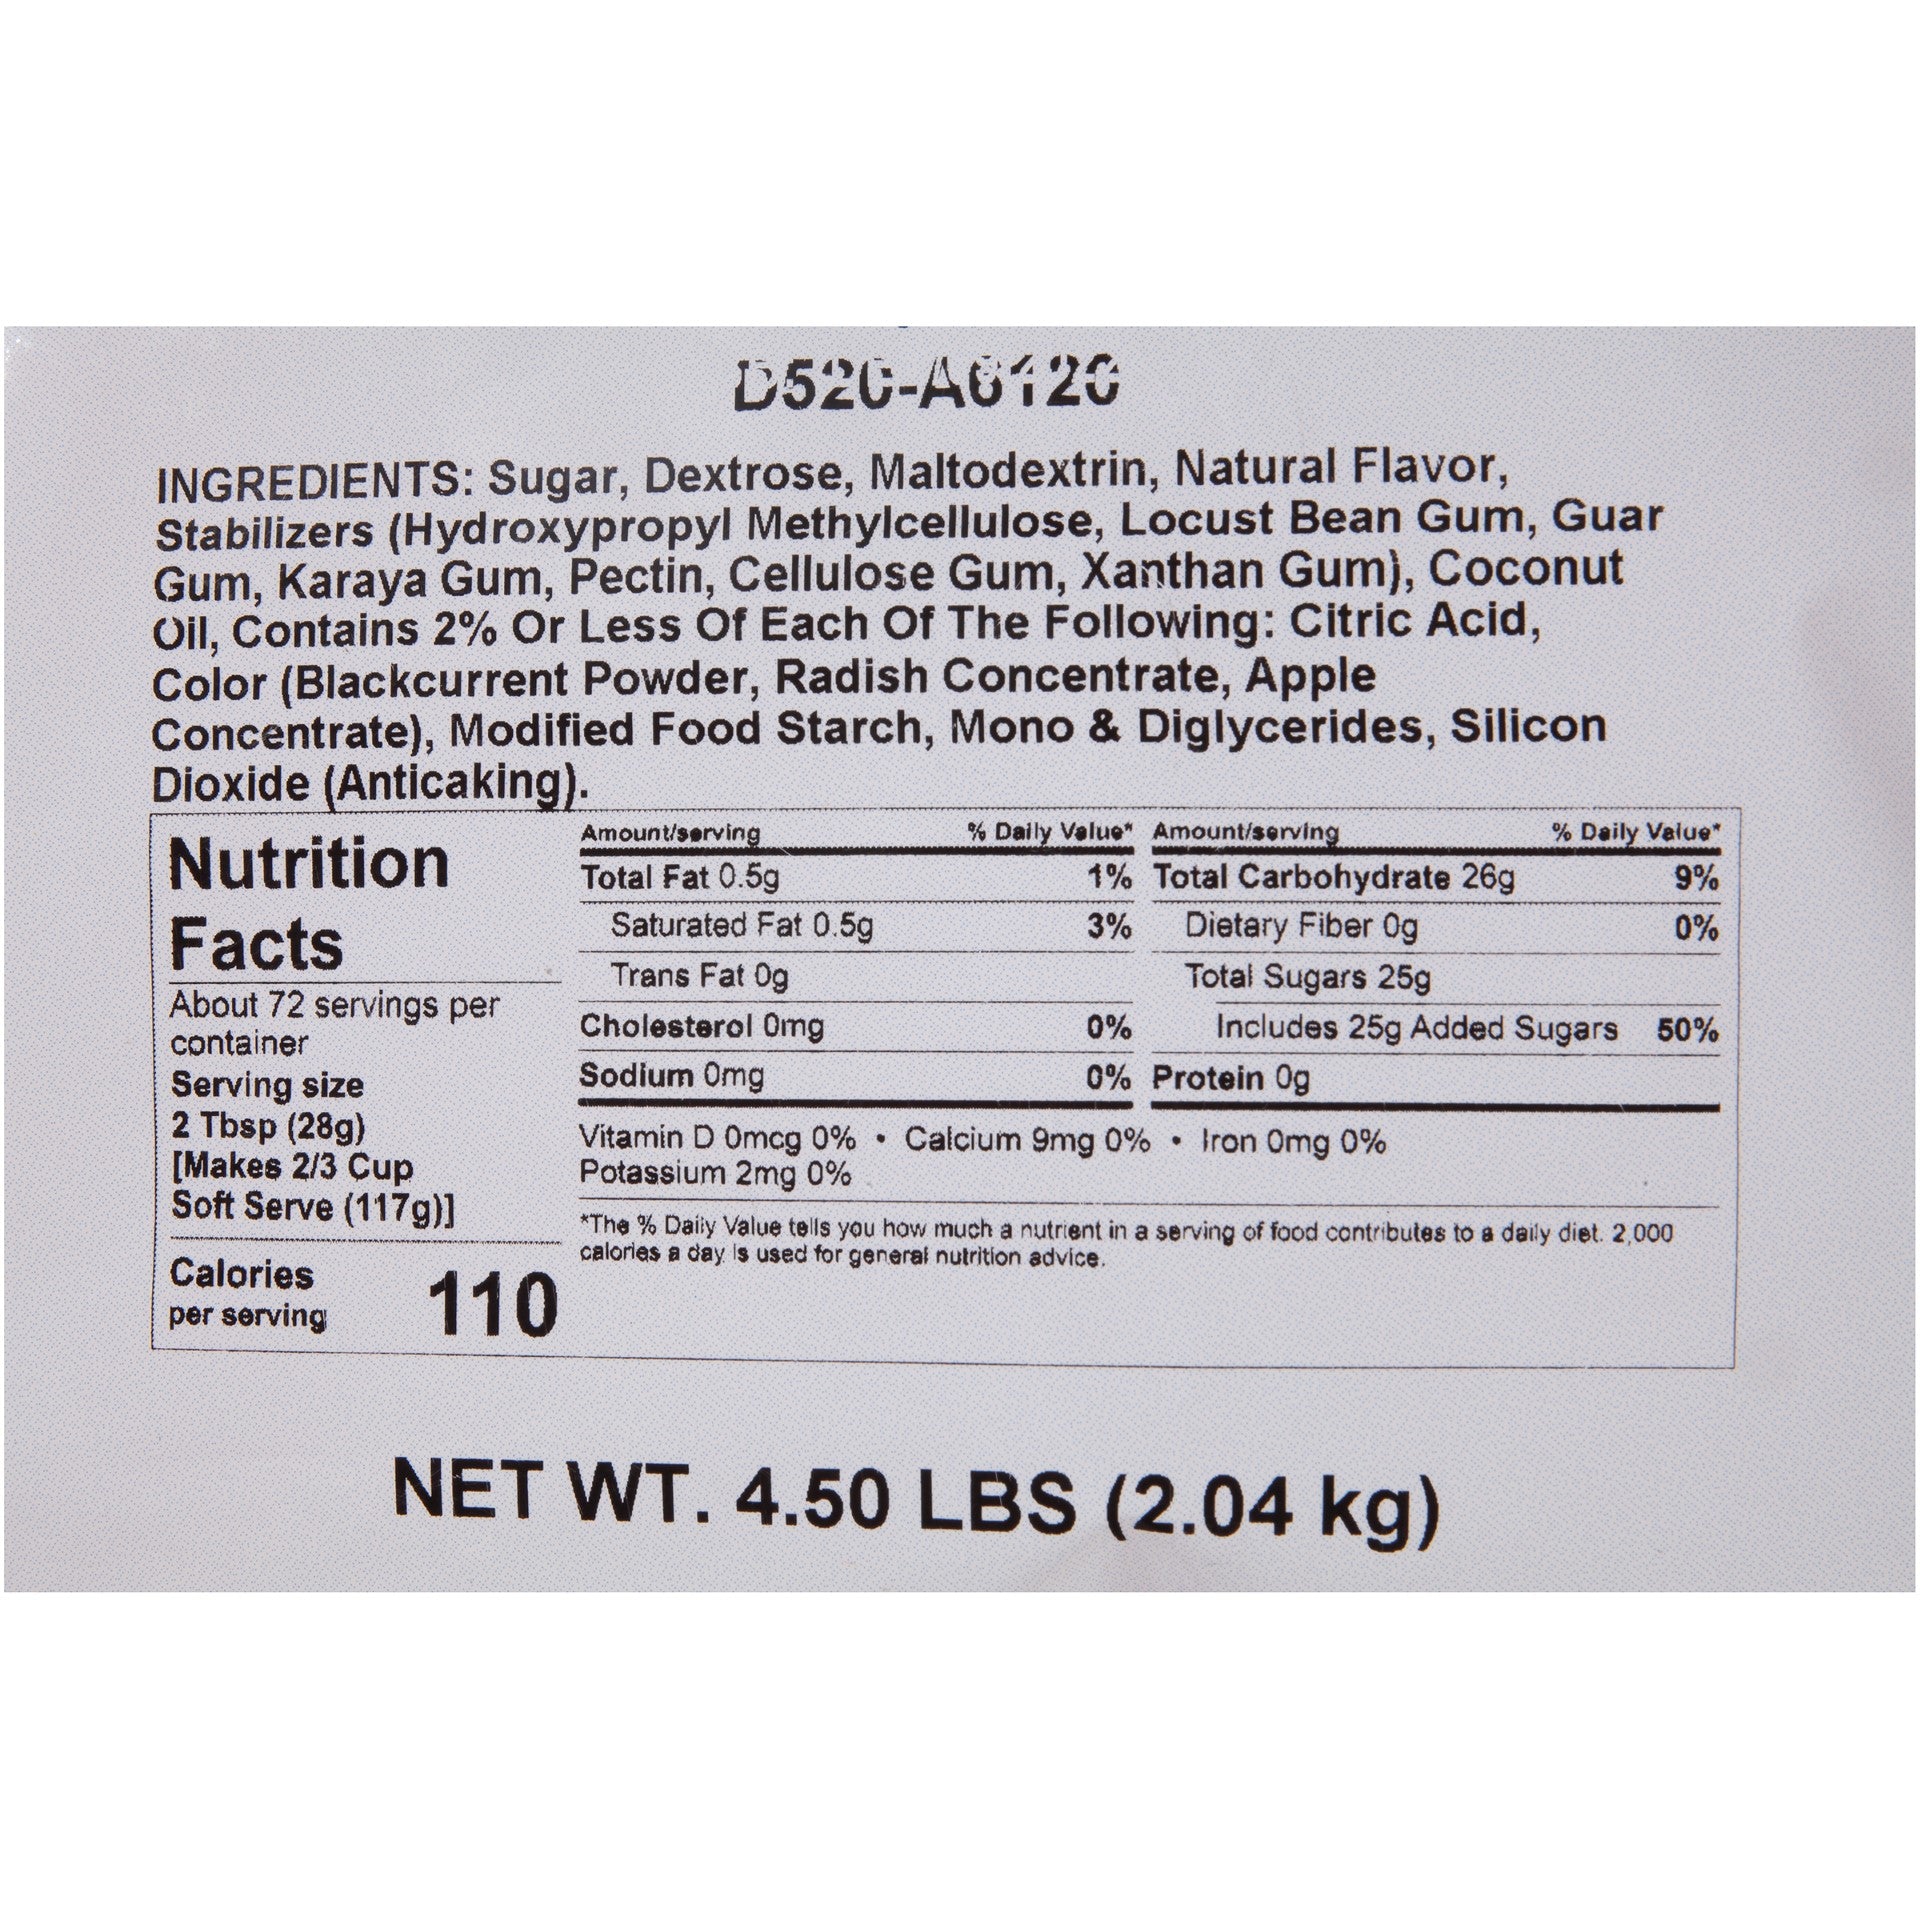 D520-A6120
INGREDIENTS: Sugar, Dextrose, Maltodextrin, Natural Flavor,
Stabilizers (Hydroxypropyl Methylcellulose, Locust Bean Gum, Guar
Gum, Karaya Gum, Pectin, Cellulose Gum, Xanthan Gum), Coconut
Oil, Contains 2% Or Less Of Each Of The Following: Citric Acid,
Color (Blackcurrent Powder, Radish Concentrate, Apple
Concentrate), Modified Food Starch, Mono & Diglycerides, Silicon
Dioxide (Anticaking).
Nutrition
Facts
About 72 servings per
container
Serving size
2 Tbsp (28g)
[Makes 2/3 Cup
Soft Serve (117g)]
Calories
per serving 110
Amount/serving % Daily Value*
Total Fat 0.5g 1%
Saturated Fat 0.5g 3%
Trans Fat 0g
Cholesterol 0mg 0%
Sodium 0mg 0%
Amount/serving % Daily Value*
Total Carbohydrate 26g 9%
Dietary Fiber 0g 0%
Total Sugars 25g
Includes 25g Added Sugars 50%
Protein 0g
Vitamin D 0mcg 0% • Calcium 9mg 0% • Iron 0mg 0%
Potassium 2mg 0%
*The % Daily Value tells you how much a nutrient in a serving of food contributes to a daily diet. 2,000
calories a day is used for general nutrition advice.
NET WT. 4.50 LBS (2.04 kg)